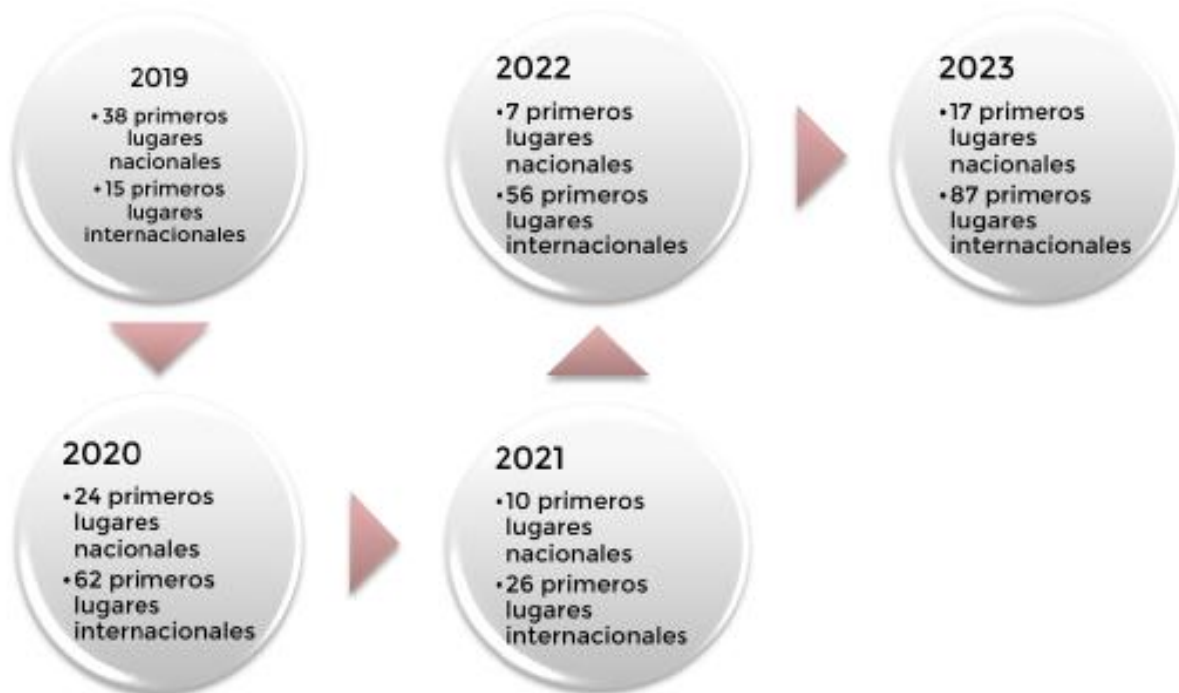 2019
•38 primeros
lugares
nacionales
•15 primeros
lugares
internacionales
2020
•24 primeros
lugares
nacionales
•62 primeros
lugares
internacionales
2021
•10 primeros
lugares
nacionales
•26 primeros
lugares
internacionales
2022
•7 primeros
lugares
nacionales
•56 primeros
lugares
internacionales
2023
•17 primeros
lugares
nacionales
•87 primeros
lugares
internacionales